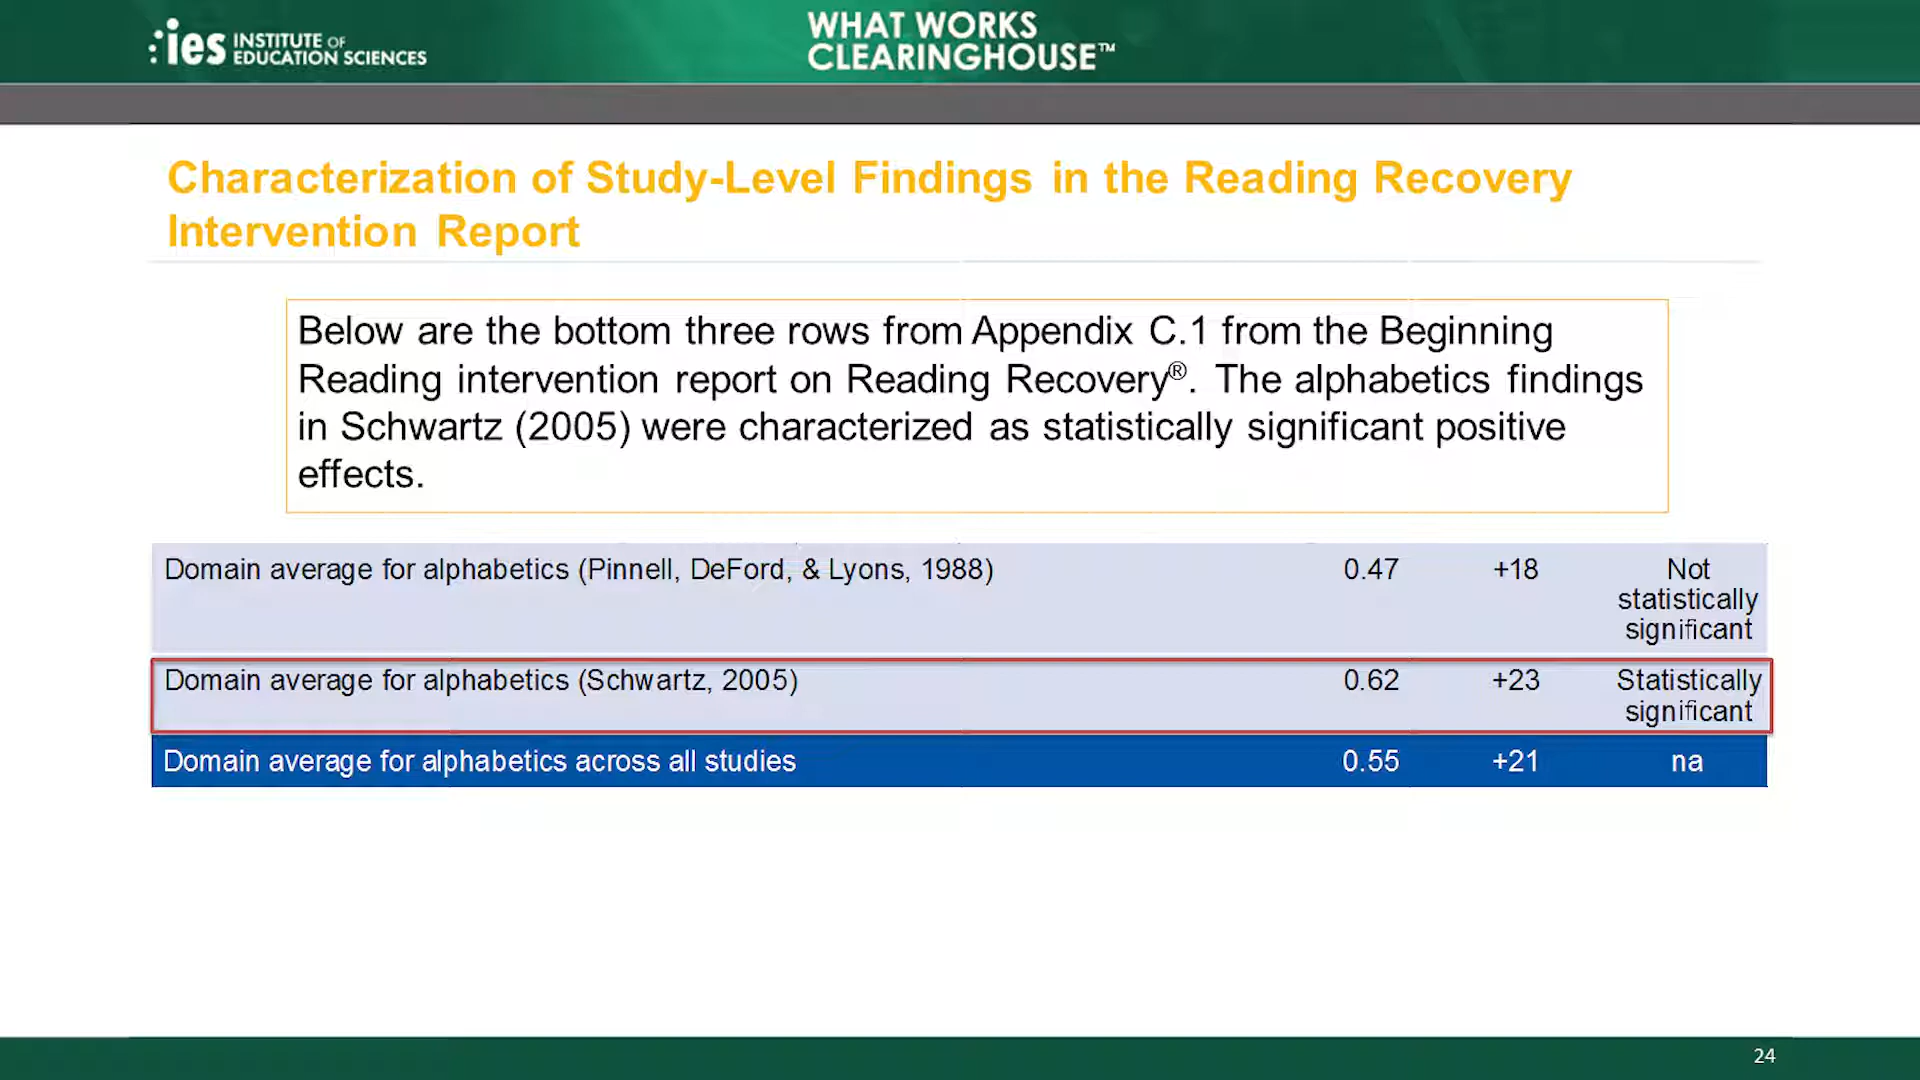 ies INSTITUTE OF
EDUCATION SCIENCES
WHAT WORKS
CLEARINGHOUSE™
Characterization of Study-Level Findings in the Reading Recovery
Intervention Report
Below are the bottom three rows from Appendix C.1 from the Beginning
Reading intervention report on Reading Recovery®. The alphabetics findings
in Schwartz (2005) were characterized as statistically significant positive
effects.
Domain average for alphabetics (Pinnell, DeFord, & Lyons, 1988) 0.47 +18 Not
statistically
significant
Domain average for alphabetics (Schwartz, 2005) 0.62 +23 Statistically
significant
Domain average for alphabetics across all studies 0.55 +21 na
24